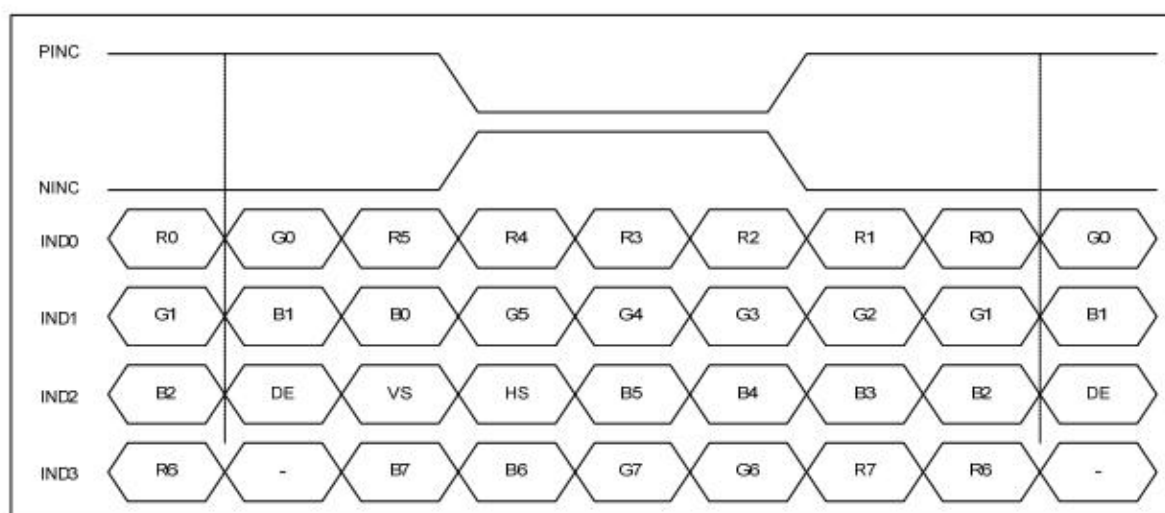 PINC
NINC
IND0 R0 G0 R5 R4 R3 R2 R1 R0 G0
IND1 G1 B1 B0 G5 G4 G3 G2 G1 B1
IND2 B2 DE VS HS B5 B4 B3 B2 DE
IND3 R6 - B7 B6 G7 G6 R7 R6 -